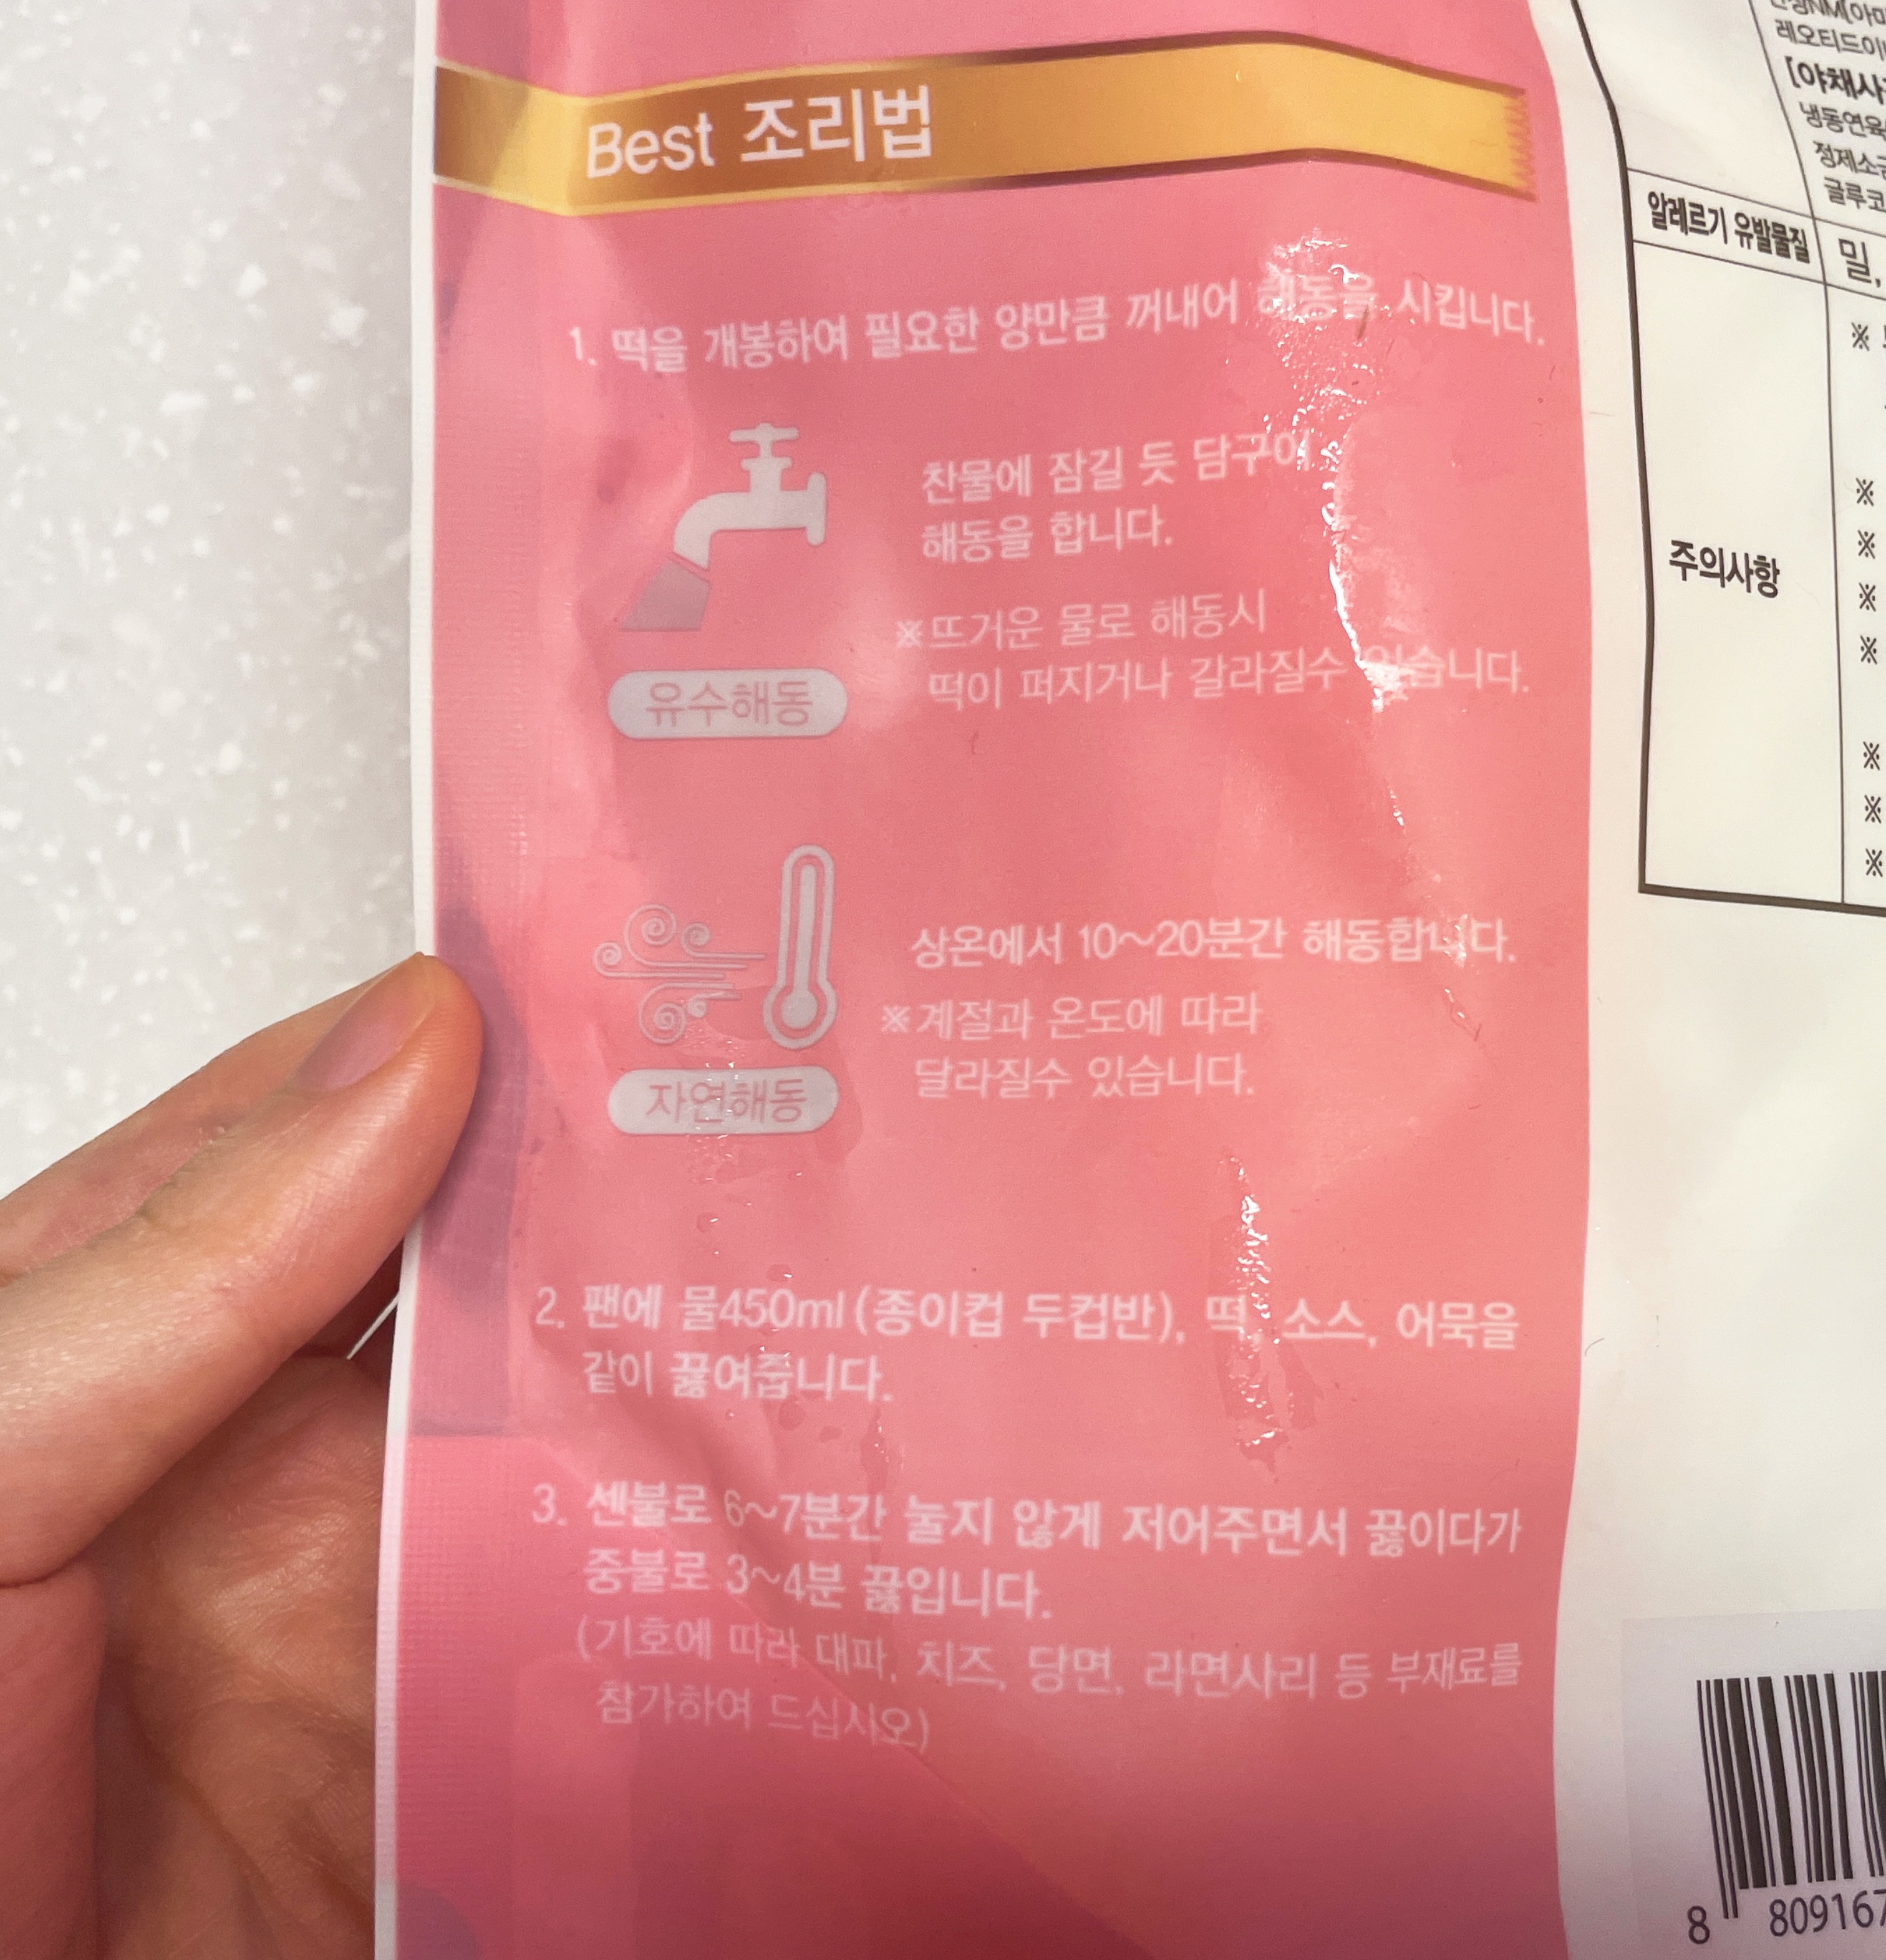 Best 조리법
1. 떡을 개봉하여 필요한 양만큼 꺼내어 해동을 시킵니다.
찬물에 잠길 듯 담구어
해동을 합니다.
※뜨거운 물로 해동시
떡이 퍼지거나 갈라질수 있습니다.
유수해동
상온에서 10~20분간 해동합니다.
※계절과 온도에 따라
달라질수 있습니다.
자연해동
2. 팬에 물450ml(종이컵 두컵반), 떡, 소스, 어묵을
같이 끓여줍니다.
3. 센불로 6~7분간 눌지 않게 저어주면서 끓이다가
중불로 3~4분 끓입니다.
(기호에 따라 대파, 치즈, 당면, 라면사리 등 부재료를
참가하여 드십시오)
레오티드이
[야채사
냉동연육
정제소금
글루코
알레르기 유발물질
밀,
주의사항
※
※
※
※
※
※
※
※
8 809167